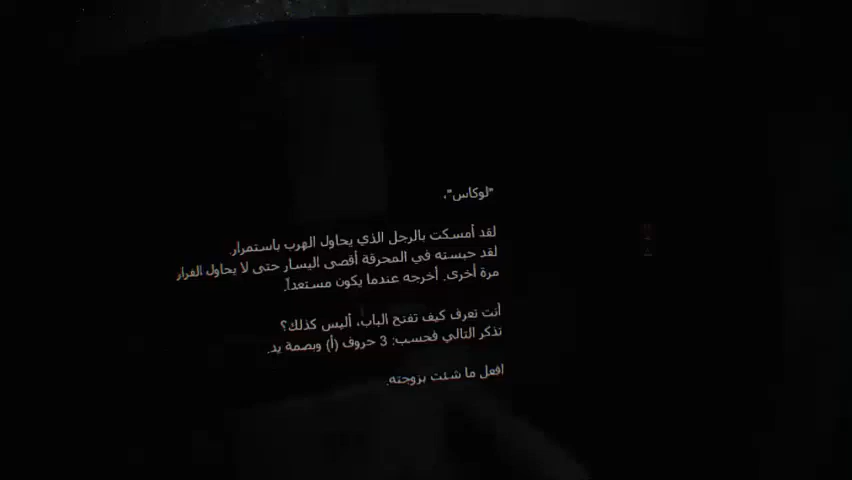 "لوكاس"،
لقد أمسكت بالرجل الذي يحاول الهرب باستمرار.
لقد حبسته في المحرقة أقصى اليسار حتى لا يحاول الفرار
مرة أخرى. أخرجه عندما يكون مستعداً.
أنت تعرف كيف تفتح الباب، أليس كذلك؟
تذكر التالي فحسب: 3 حروف (أ) وبصمة يد.
افعل ما شئت بزوجته.